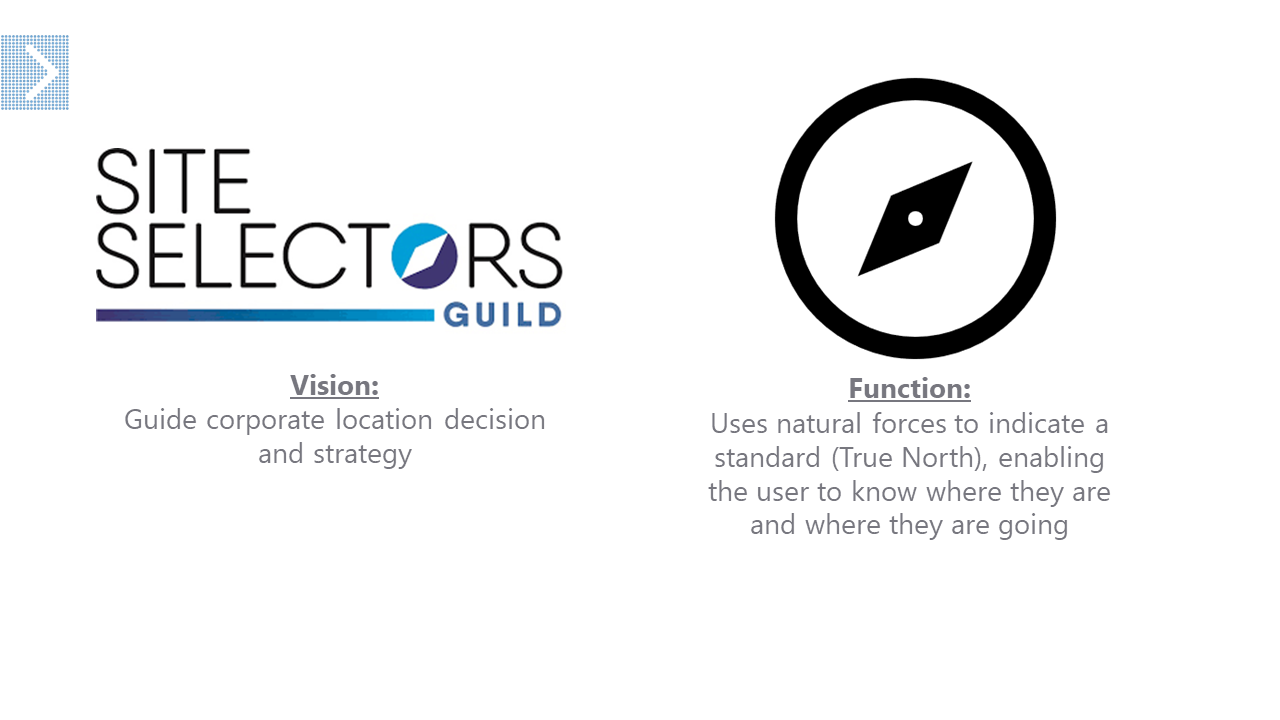 SITE
SELECTORS
GUILD
Vision:
Guide corporate location decision
and strategy
Function:
Uses natural forces to indicate a
standard (True North), enabling
the user to know where they are
and where they are going